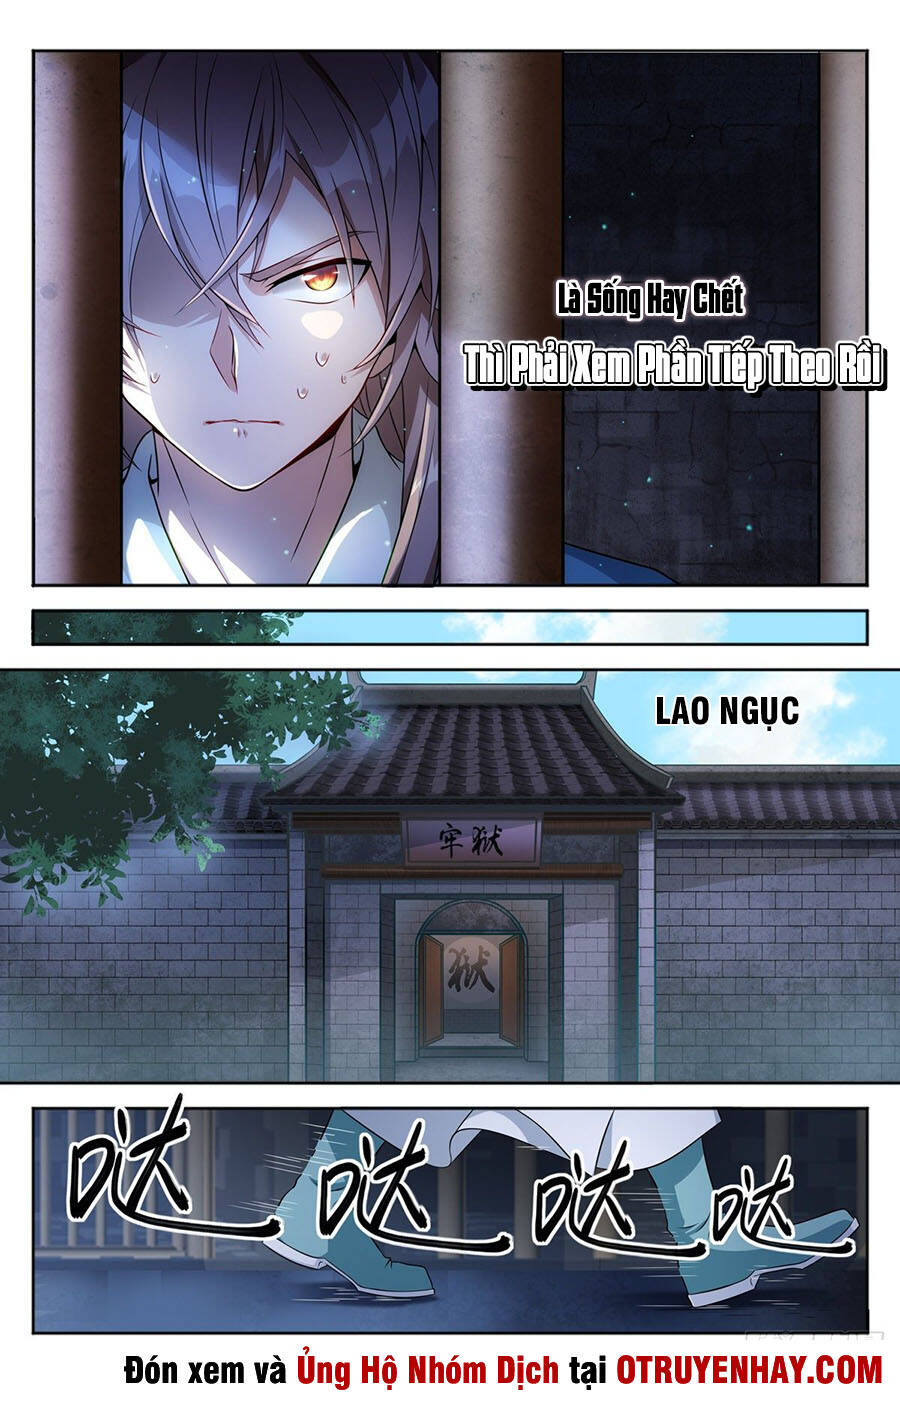 Là Sống Hay Chết
Thì Phải Xem Phần Tiếp Theo Rồi
LAO NGỤC
牢狱
狱
哒 哒 哒 哒
Đón xem và Ủng Hộ Nhóm Dịch tại OTRUYENHAY.COM